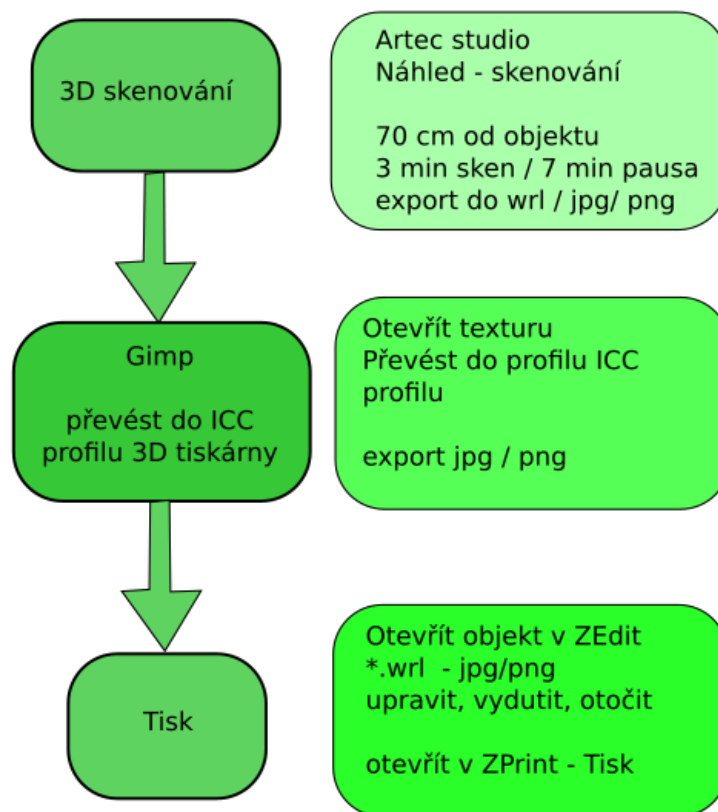 3D skenování
Artec studio
Náhled - skenování
70 cm od objektu
3 min sken / 7 min pausa
export do wrl / jpg/ png
Gimp
převést do ICC
profilu 3D tiskárny
Otevřít texturu
Převést do profilu ICC
profilu
export jpg / png
Tisk
Otevřít objekt v ZEdit
*.wrl  - jpg/png
upravit, vydutit, otočit
otevřít v ZPrint - Tisk